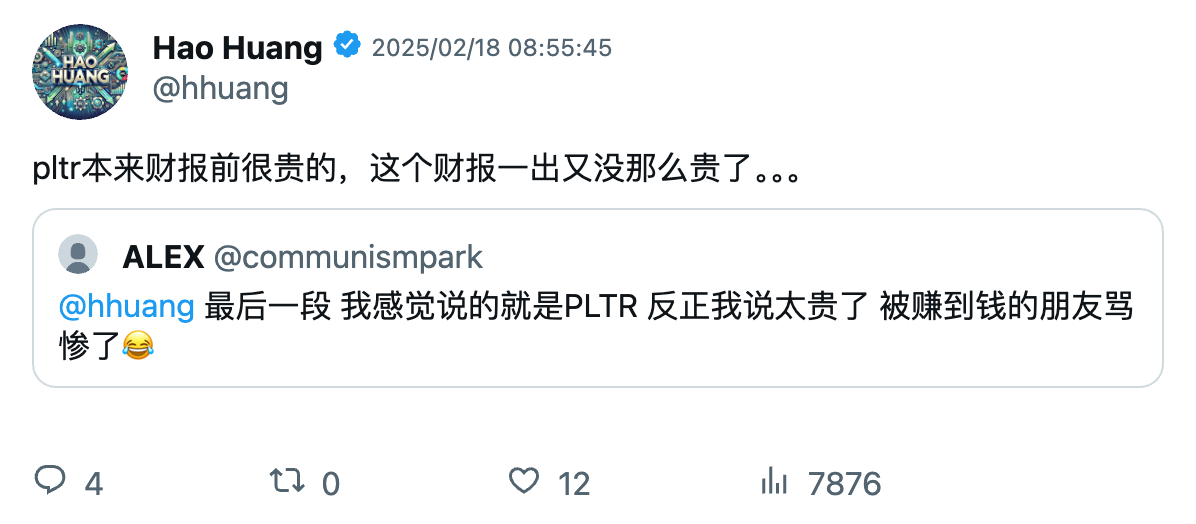 HAO
HUANG
Hao Huang 2025/02/18 08:55:45
@hhuang
pltr本来财报前很贵的，这个财报一出又没那么贵了。。。
ALEX @communismpark
@hhuang 最后一段 我感觉说的就是PLTR 反正我说太贵了 被赚到钱的朋友骂
惨了😂
4 0 12 7876